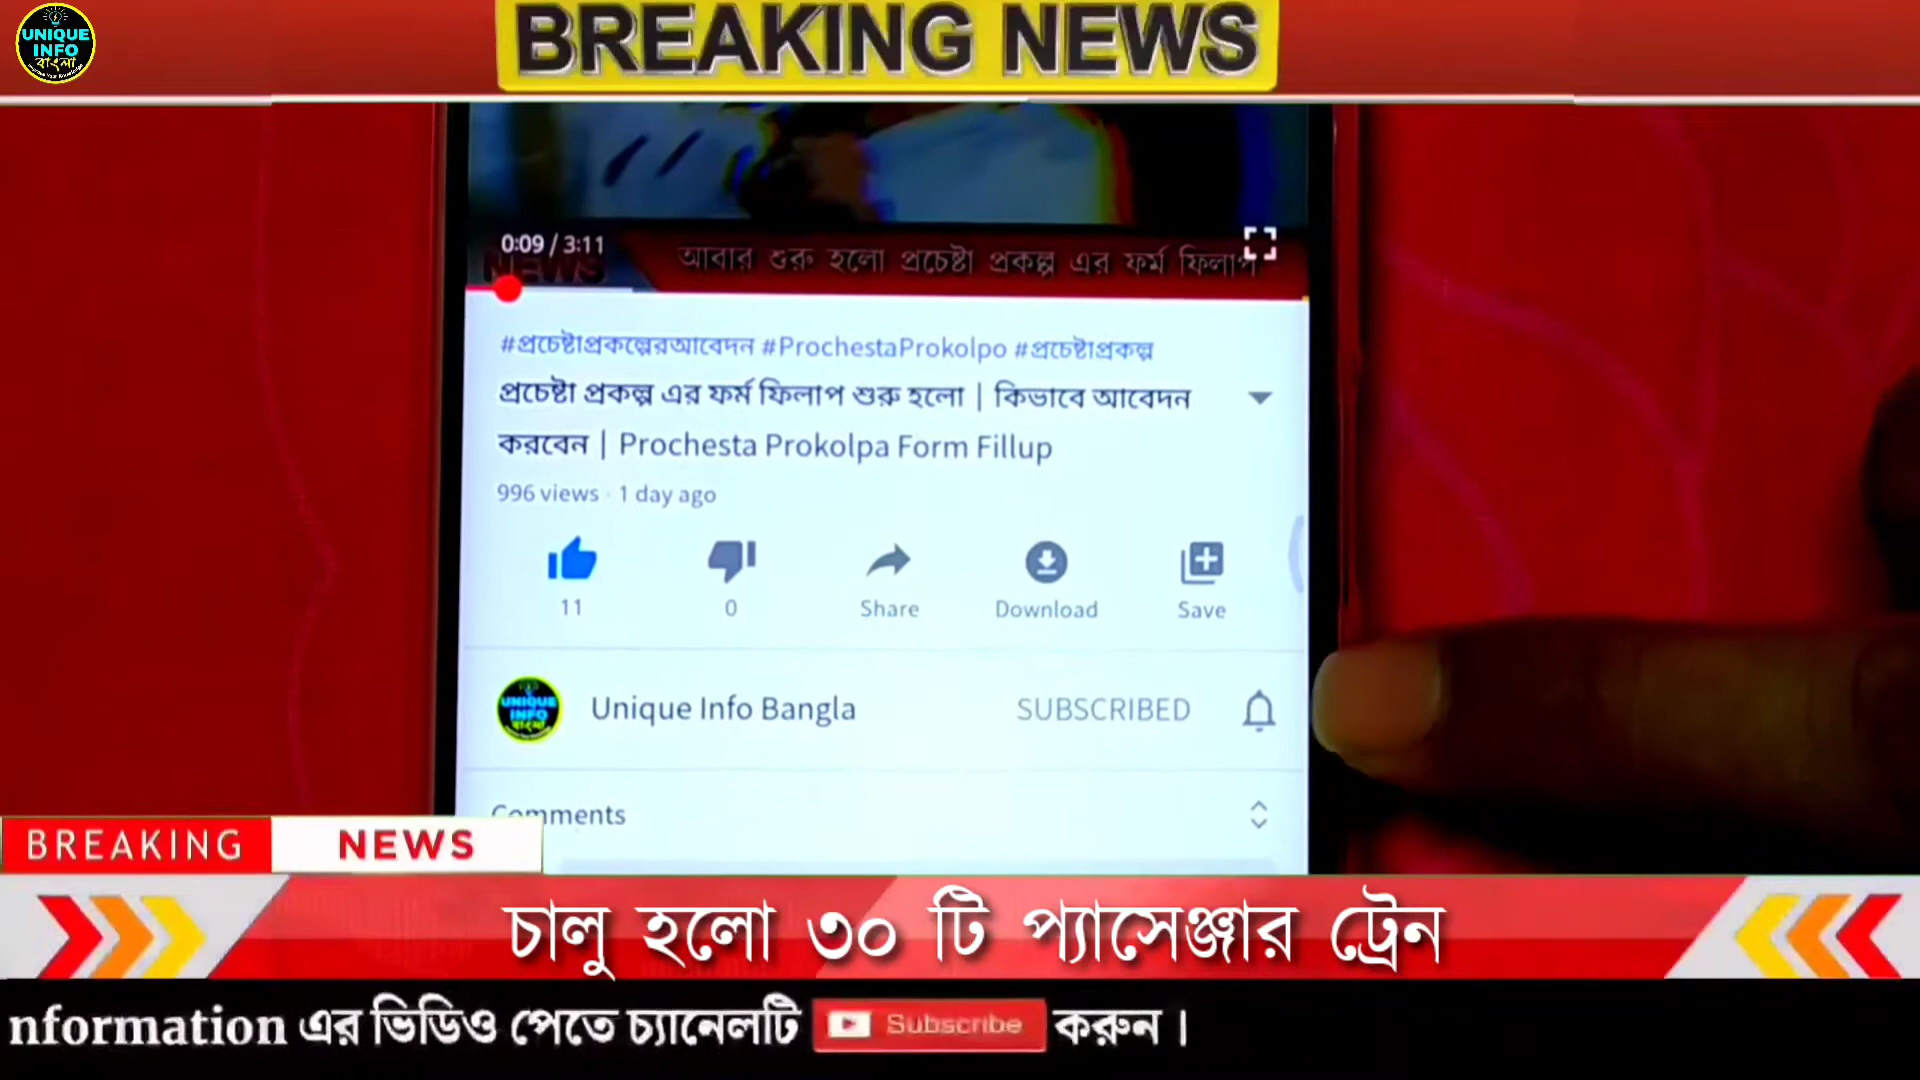 UNIQUE
INFO
বাংলা
BREAKING NEWS
0:09 / 3:11
NEWS
আবার শুরু হলো প্রচেষ্টা প্রকল্প এর ফর্ম ফিলাপ
#প্রচেষ্টাপ্রকল্পেরআবেদন #ProchestaProkolpo #প্রচেষ্টাপ্রকল্প
প্রচেষ্টা প্রকল্প এর ফর্ম ফিলাপ শুরু হলো | কিভাবে আবেদন
করবেন | Prochesta Prokolpa Form Fillup
996 views · 1 day ago
11
0
Share
Download
Save
UNIQUE
INFO
বাংলা
Unique Info Bangla
SUBSCRIBED
Comments
BREAKING NEWS
চালু হলো ৩০ টি প্যাসেঞ্জার ট্রেন
nformation এর ভিডিও পেতে চ্যানেলটি Subscribe করুন।